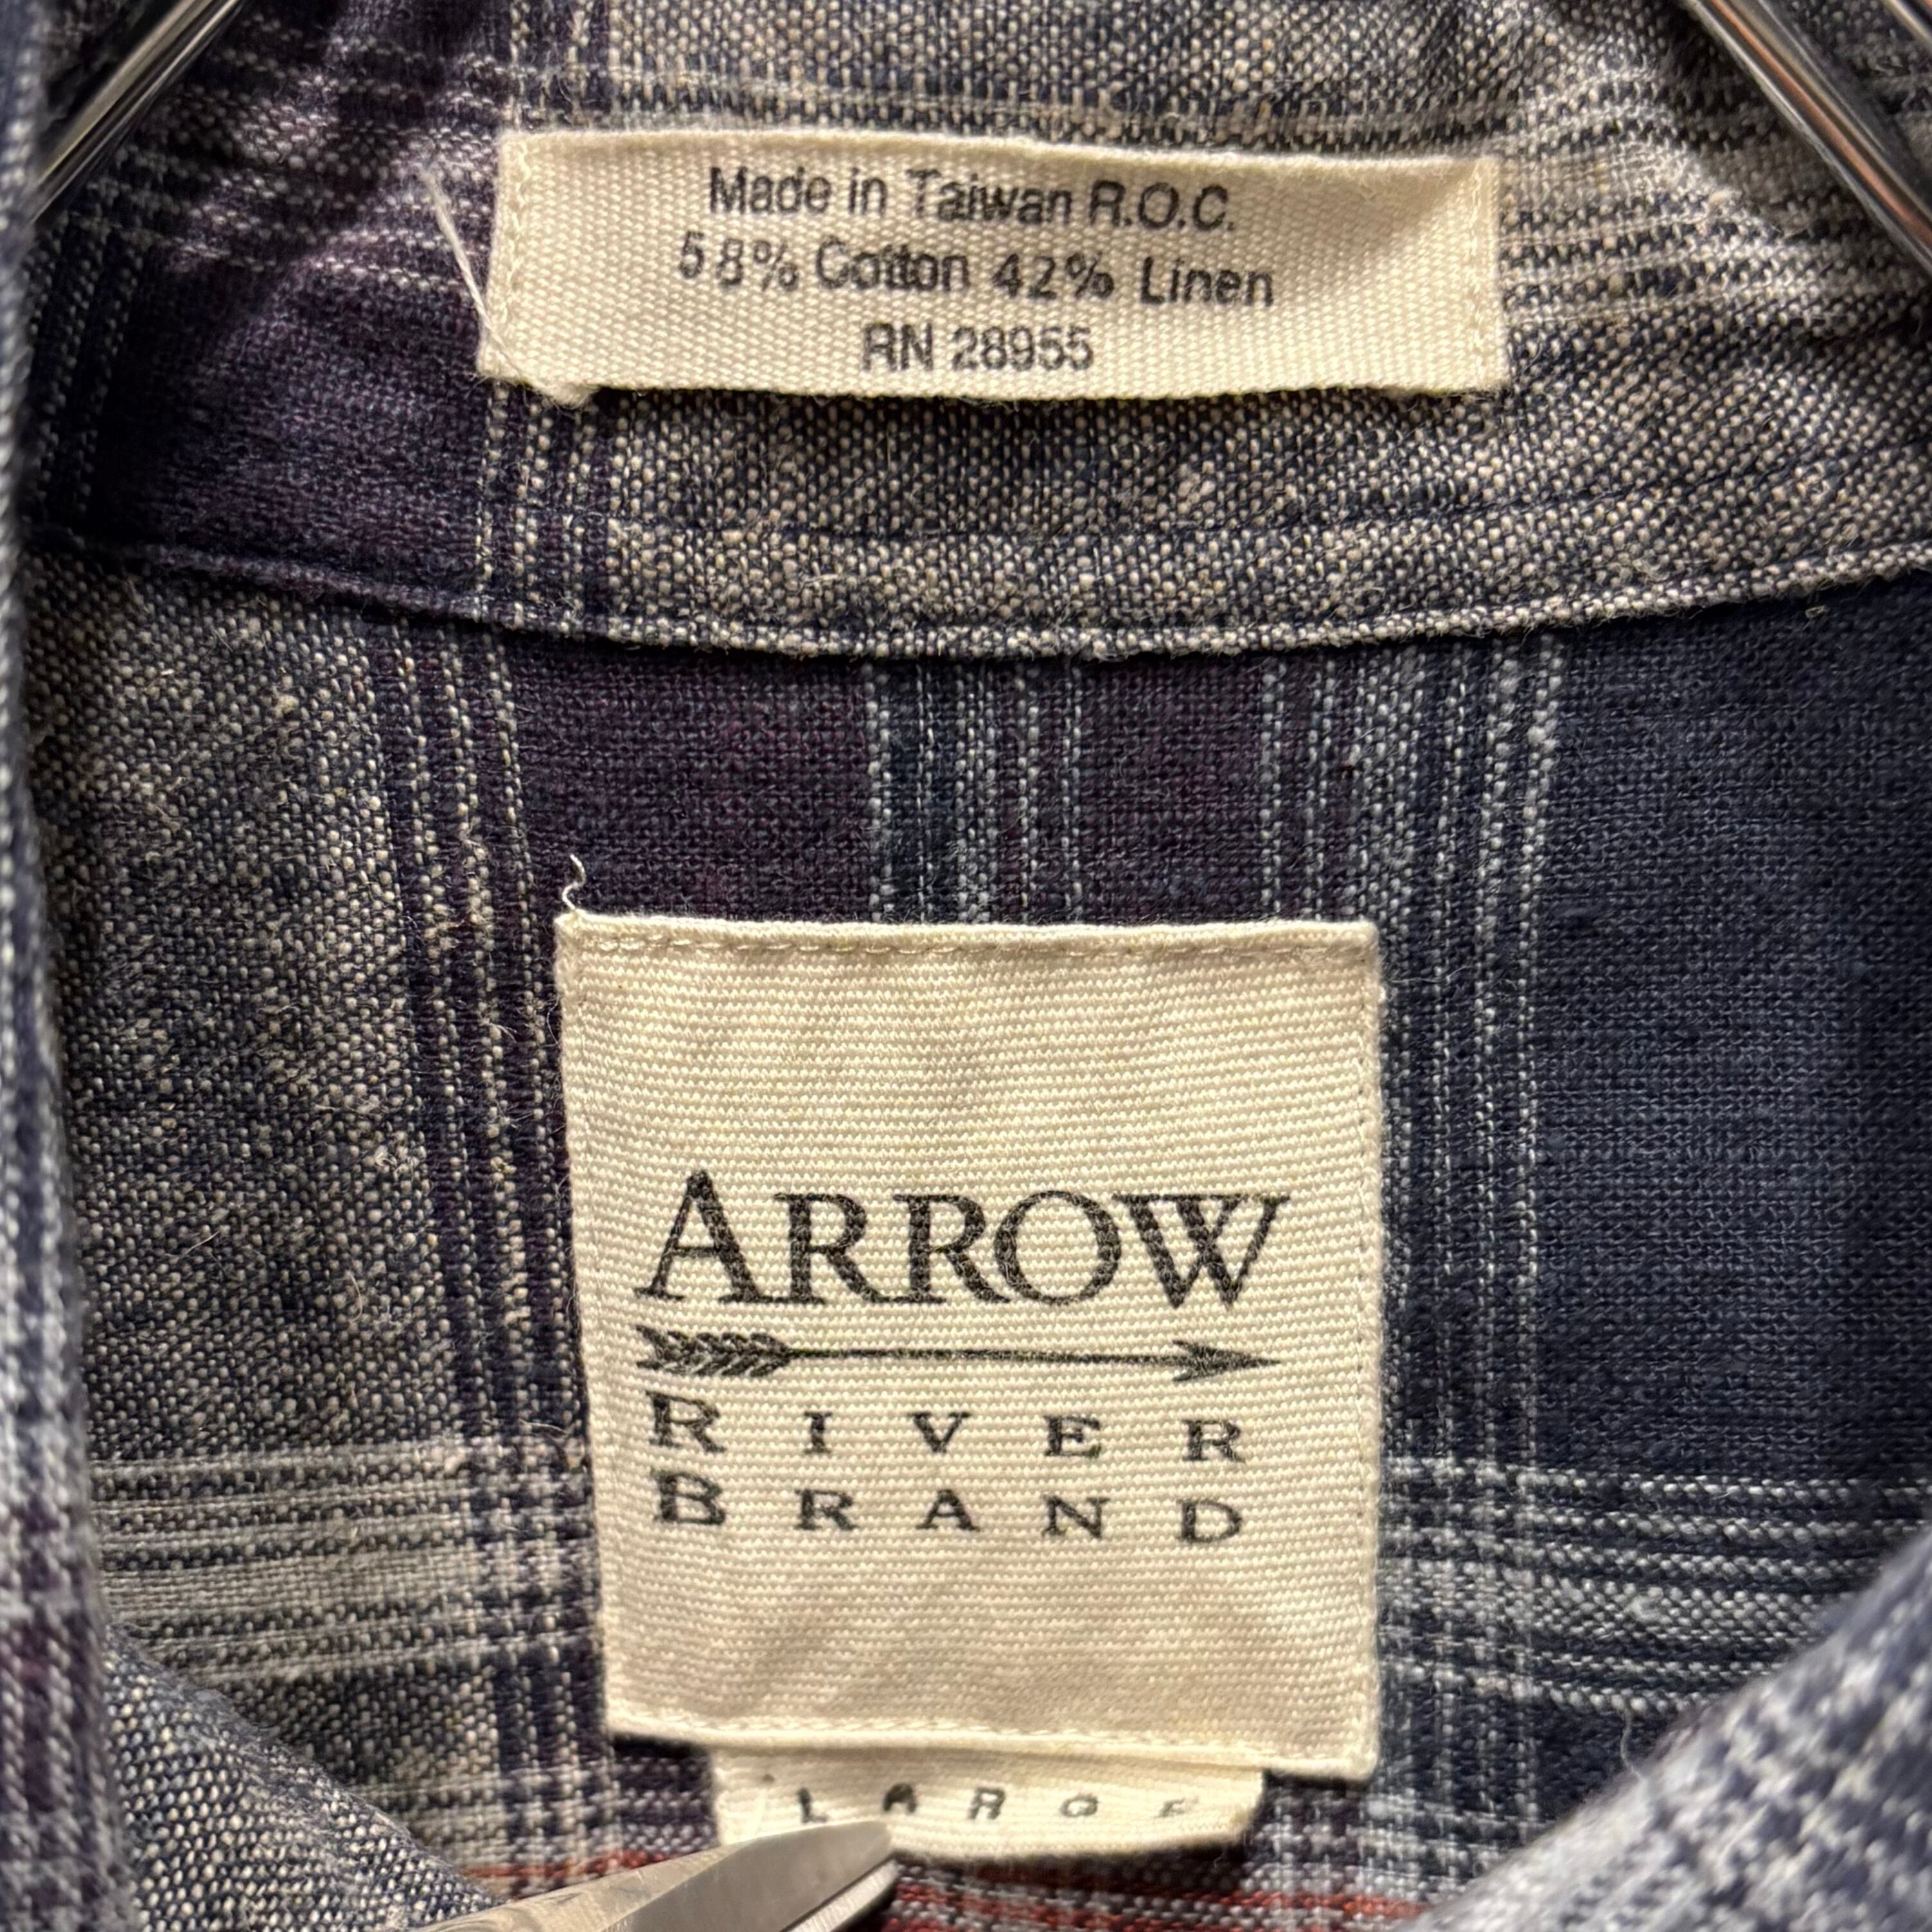 Made in Taiwan R.O.C.
58% Cotton 42% Linen
RN 28955
ARROW
RIVER
BRAND
LARGE